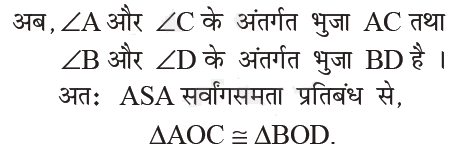 अब, ∠A और ∠C के अंतर्गत भुजा AC तथा
∠B और ∠D के अंतर्गत भुजा BD है ।
अतः ASA सर्वांगसमता प्रतिबंध से,
ΔAOC ≅ ΔBOD.